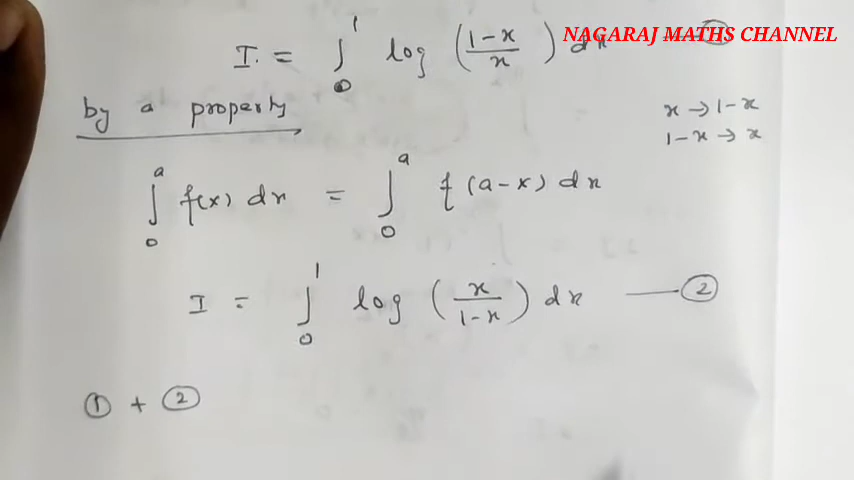 NAGARAJ MATHS CHANNEL
I. = ∫₀¹ log ((1-x)/x) dx
by a property
x → 1-x
1-x → x
∫₀ᵃ f(x) dx = ∫₀ᵃ f(a-x) dx
I = ∫₀¹ log (x/(1-x)) dx —— ②
① + ②